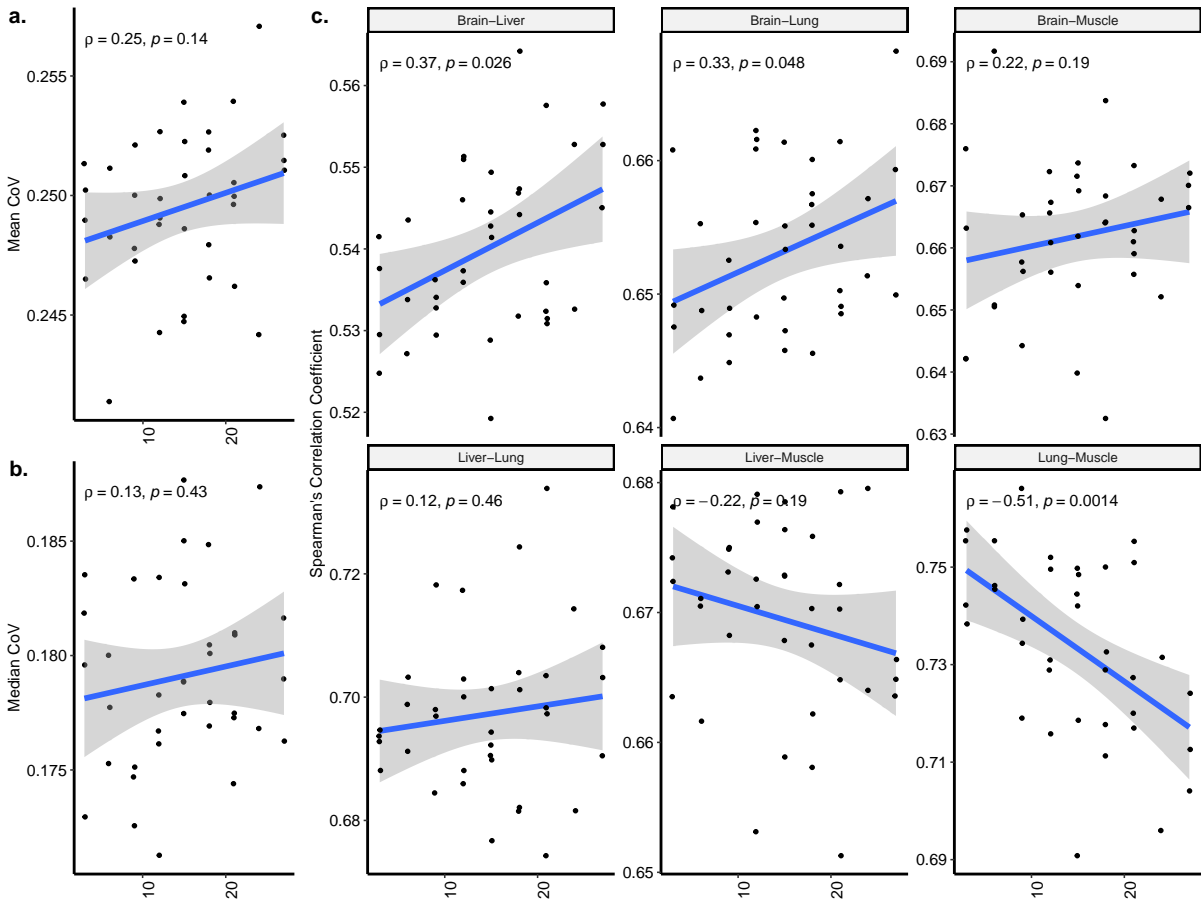 a.
ρ = 0.25, p = 0.14
Mean CoV
0.255
0.250
0.245
10
20
b.
ρ = 0.13, p = 0.43
Median CoV
0.185
0.180
0.175
10
20
c.
Spearman's Correlation Coefficient
Brain−Liver
ρ = 0.37, p = 0.026
0.56
0.55
0.54
0.53
0.52
Brain−Lung
ρ = 0.33, p = 0.048
0.66
0.65
0.64
Brain−Muscle
ρ = 0.22, p = 0.19
0.69
0.68
0.67
0.66
0.65
0.64
0.63
Liver−Lung
ρ = 0.12, p = 0.46
0.72
0.70
0.68
10
20
Liver−Muscle
ρ = −0.22, p = 0.19
0.68
0.67
0.66
0.65
10
20
Lung−Muscle
ρ = −0.51, p = 0.0014
0.75
0.73
0.71
0.69
10
20